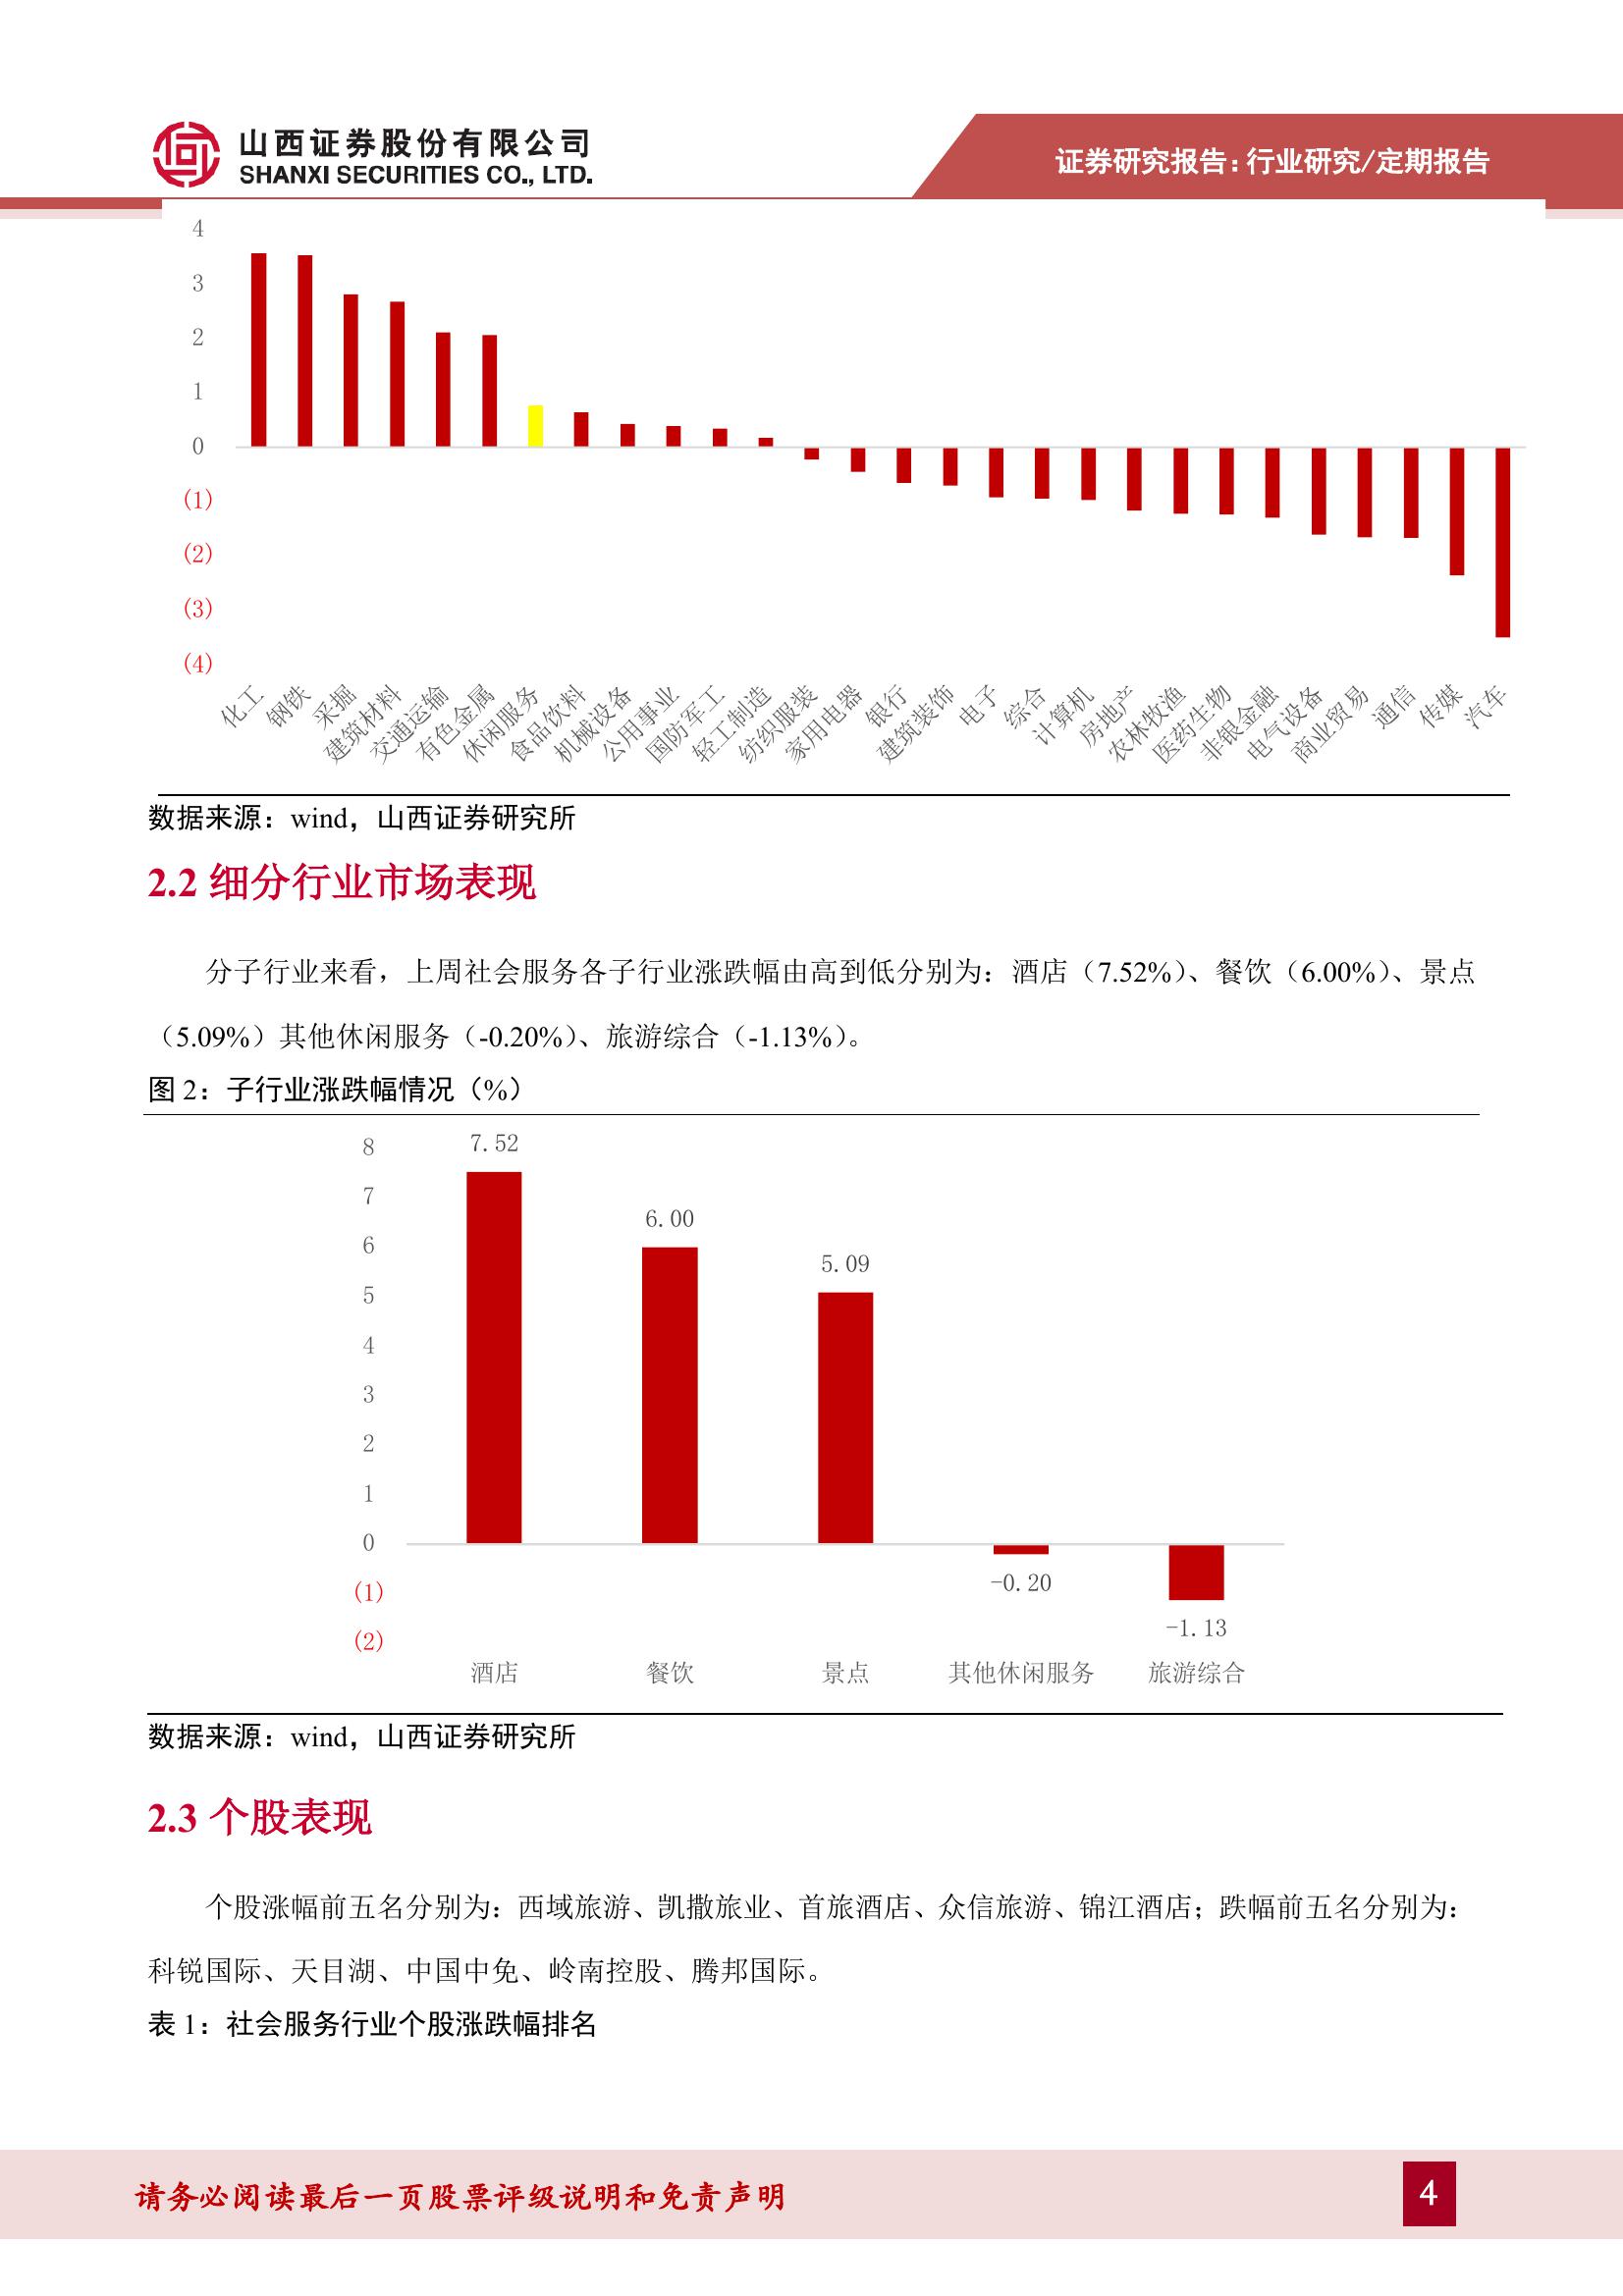 山西证券股份有限公司
SHANXI SECURITIES CO., LTD.
证券研究报告：行业研究/定期报告
4
3
2
1
0
(1)
(2)
(3)
(4)
化工
钢铁
采掘
建筑材料
交通运输
有色金属
休闲服务
食品饮料
机械设备
公用事业
国防军工
轻工制造
纺织服装
家用电器
银行
建筑装饰
电子
综合
计算机
房地产
农林牧渔
医药生物
非银金融
电气设备
商业贸易
通信
传媒
汽车
数据来源：wind，山西证券研究所
2.2 细分行业市场表现
分子行业来看，上周社会服务各子行业涨跌幅由高到低分别为：酒店（7.52%）、餐饮（6.00%）、景点
（5.09%）其他休闲服务（-0.20%）、旅游综合（-1.13%）。
图 2：子行业涨跌幅情况（%）
8
7
6
5
4
3
2
1
0
(1)
(2)
7.52
6.00
5.09
-0.20
-1.13
酒店
餐饮
景点
其他休闲服务
旅游综合
数据来源：wind，山西证券研究所
2.3 个股表现
个股涨幅前五名分别为：西域旅游、凯撒旅业、首旅酒店、众信旅游、锦江酒店；跌幅前五名分别为：
科锐国际、天目湖、中国中免、岭南控股、腾邦国际。
表 1：社会服务行业个股涨跌幅排名
请务必阅读最后一页股票评级说明和免责声明
4